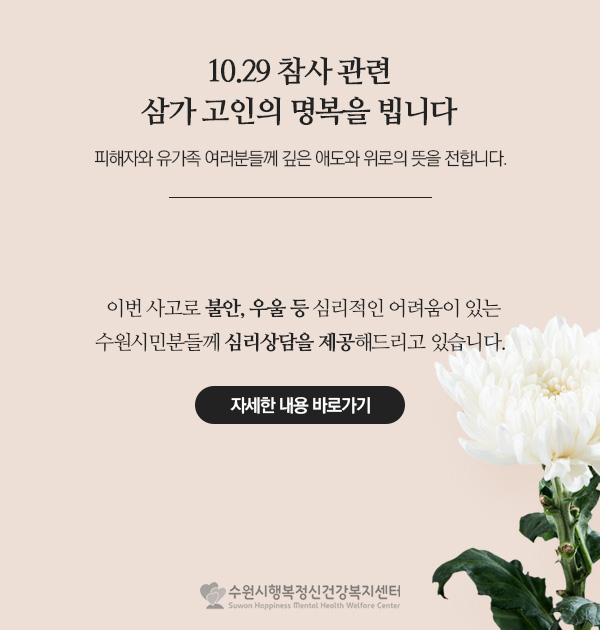 10.29 참사 관련
삼가 고인의 명복을 빕니다
피해자와 유가족 여러분들께 깊은 애도와 위로의 뜻을 전합니다.
이번 사고로 불안, 우울 등 심리적인 어려움이 있는
수원시민분들께 심리상담을 제공해드리고 있습니다.
자세한 내용 바로가기
수원시행복정신건강복지센터
Suwon Happiness Mental Health Welfare Center